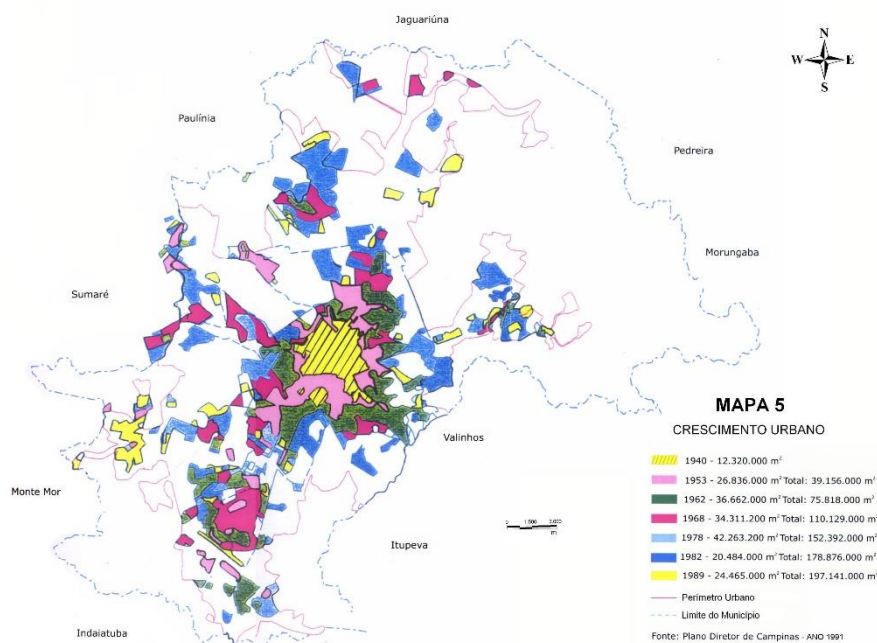 Jaguariúna
N
W E
S
Paulínia
Pedreira
Morungaba
Sumaré
MAPA 5
CRESCIMENTO URBANO
Valinhos
1940 - 12.320.000 m²
1953 - 26.836.000 m² Total: 39.156.000 m²
1962 - 36.662.000 m² Total: 75.818.000 m²
1968 - 34.311.200 m² Total: 110.129.000 m²
1978 - 42.263.200 m² Total: 152.392.000 m²
1982 - 20.484.000 m² Total: 178.876.000 m²
1989 - 24.465.000 m² Total: 197.141.000 m²
Monte Mor
m
Itupeva
Perímetro Urbano
Limite do Município
Indaiatuba
Fonte: Plano Diretor de Campinas - ANO 1991